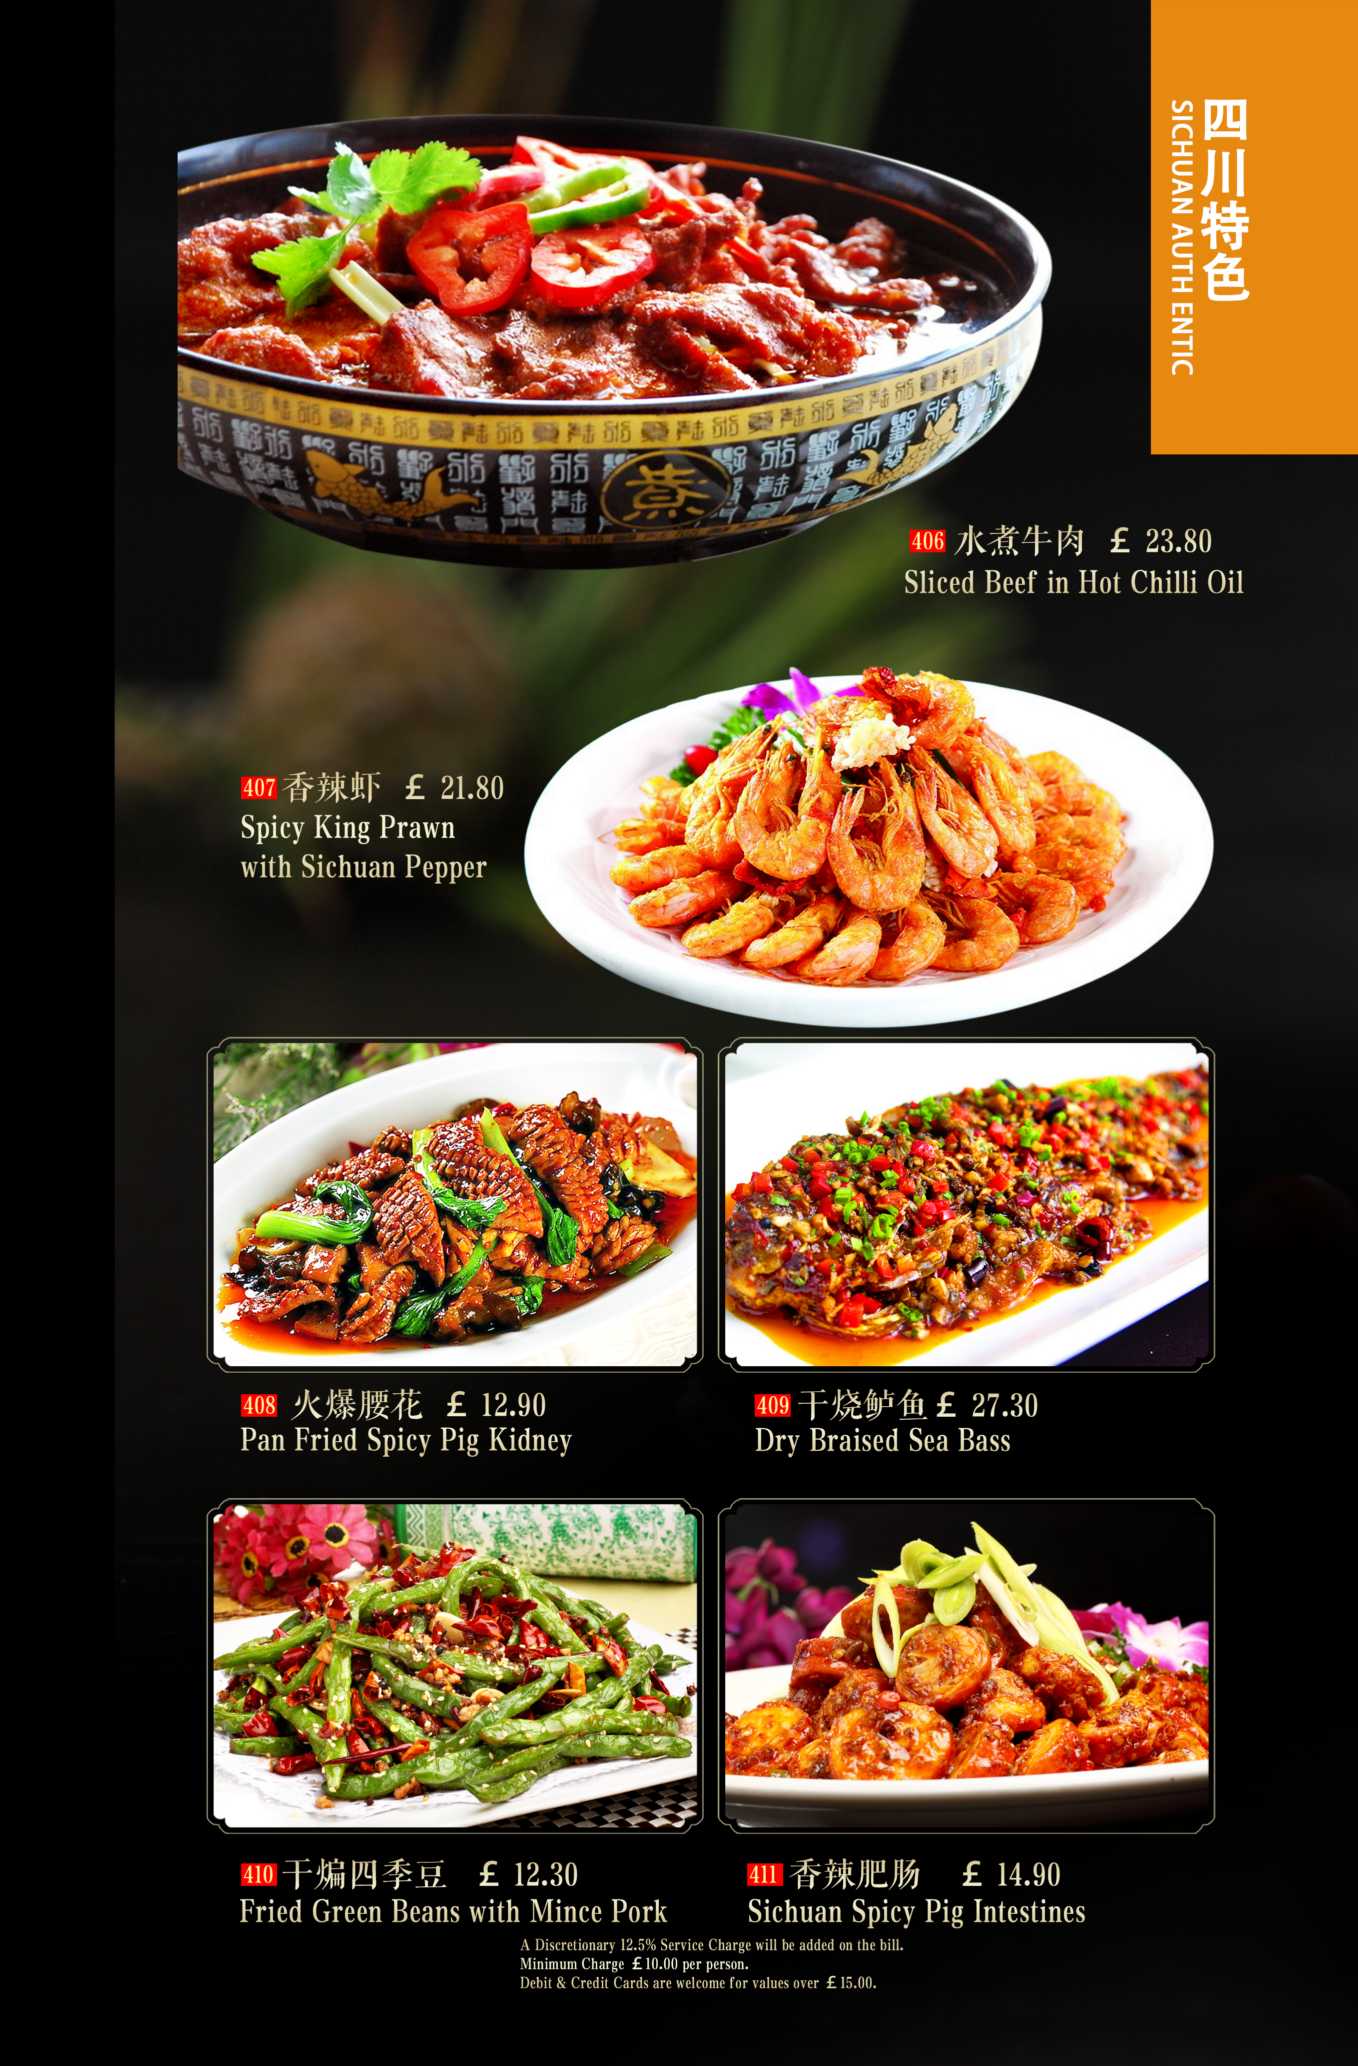 四川特色
SICHUAN AUTHENTIC
406 水煮牛肉 £ 23.80
Sliced Beef in Hot Chilli Oil
407 香辣虾 £ 21.80
Spicy King Prawn
with Sichuan Pepper
408 火爆腰花 £ 12.90
Pan Fried Spicy Pig Kidney
409 干烧鲈鱼 £ 27.30
Dry Braised Sea Bass
410 干煸四季豆 £ 12.30
Fried Green Beans with Mince Pork
411 香辣肥肠 £ 14.90
Sichuan Spicy Pig Intestines
A Discretionary 12.5% Service Charge will be added on the bill.
Minimum Charge £10.00 per person.
Debit & Credit Cards are welcome for values over £15.00.